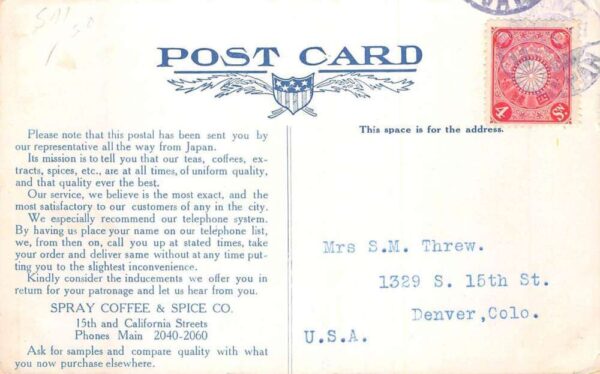 POST CARD
Please note that this postal has been sent you by
our representative all the way from Japan.
Its mission is to tell you that our teas, coffees, ex-
tracts, spices, etc., are at all times, of uniform quality,
and that quality ever the best.
Our service, we believe is the most exact, and the
most satisfactory to our customers of any in the city.
We especially recommend our telephone system.
By having us place your name on our telephone list,
we, from then on, call you up at stated times, take
your order and deliver same without at any time put-
ting you to the slightest inconvenience.
Kindly consider the inducements we offer you in
return for your patronage and let us hear from you.
SPRAY COFFEE & SPICE CO.
15th and California Streets
Phones Main 2040-2060
Ask for samples and compare quality with what
you now purchase elsewhere.
This space is for the address.
4 Sn
Mrs S.M. Threw.
1329 S. 15th St.
Denver,Colo.
U.S.A.